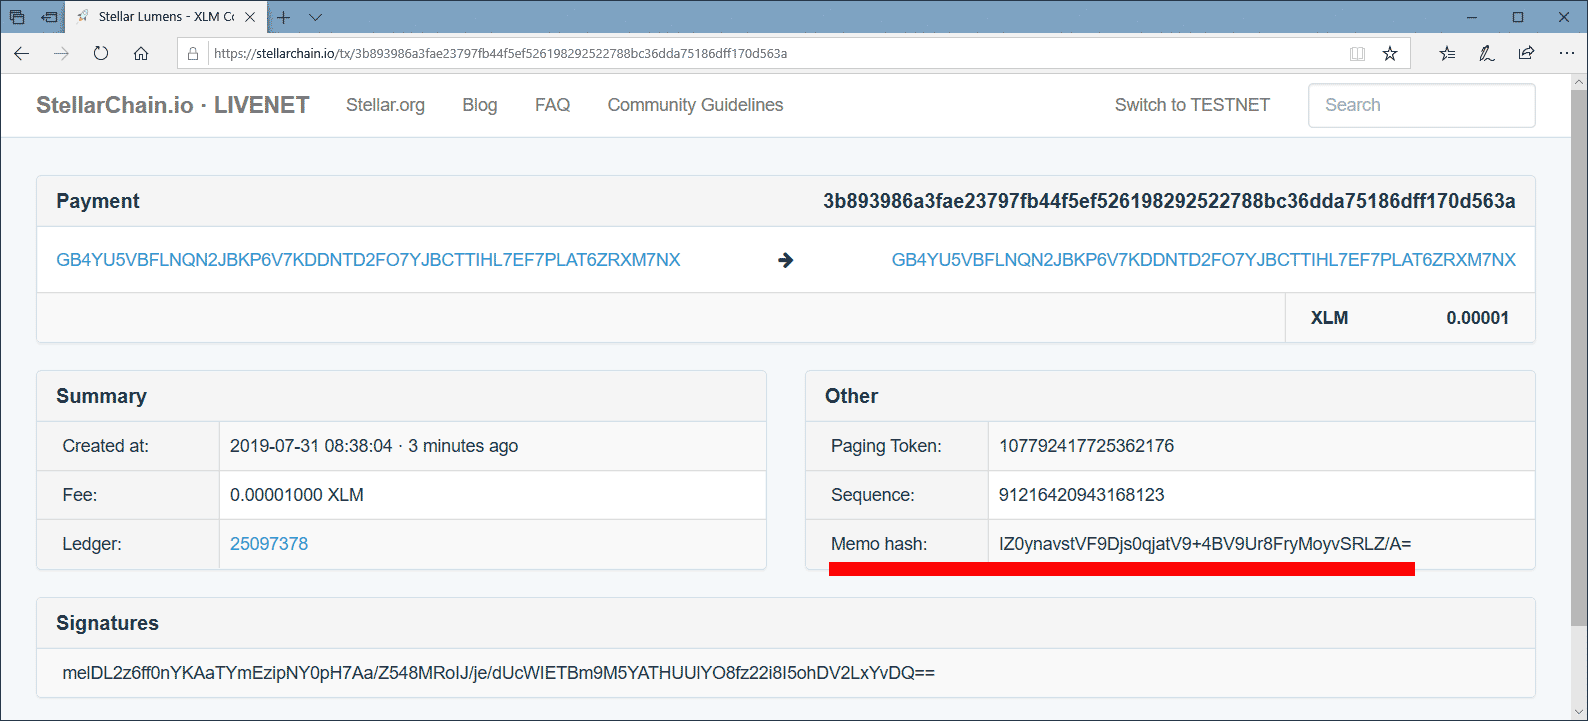 Stellar Lumens - XLM Co
https://stellarchain.io/tx/3b893986a3fae23797fb44f5ef526198292522788bc36dda75186dff170d563a
StellarChain.io · LIVENET Stellar.org Blog FAQ Community Guidelines Switch to TESTNET Search
Payment 3b893986a3fae23797fb44f5ef526198292522788bc36dda75186dff170d563a
GB4YU5VBFLNQN2JBKP6V7KDDNTD2FO7YJBCTTIHL7EF7PLAT6ZRXM7NX → GB4YU5VBFLNQN2JBKP6V7KDDNTD2FO7YJBCTTIHL7EF7PLAT6ZRXM7NX
XLM 0.00001
Summary
Created at: 2019-07-31 08:38:04 · 3 minutes ago
Fee: 0.00001000 XLM
Ledger: 25097378
Other
Paging Token: 107792417725362176
Sequence: 91216420943168123
Memo hash: IZ0ynavstVF9Djs0qjatV9+4BV9Ur8FryMoyvSRLZ/A=
Signatures
melDL2z6ff0nYKAaTYmEzipNY0pH7Aa/Z548MRoIJ/je/dUcWIETBm9M5YATHUUlYO8fz22i8I5ohDV2LxYvDQ==